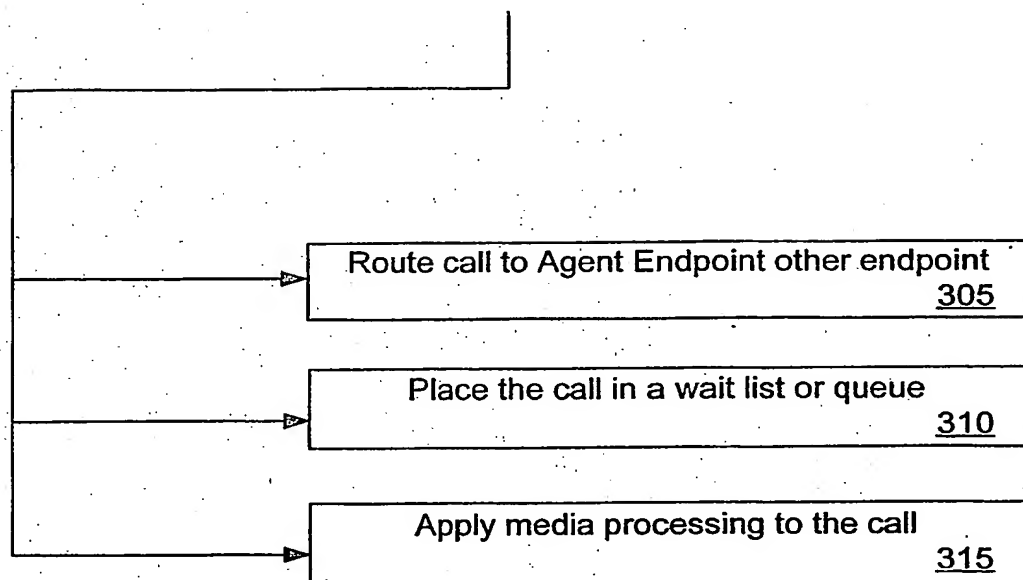 Route call to Agent Endpoint other endpoint
305
Place the call in a wait list or queue
310
Apply media processing to the call
315